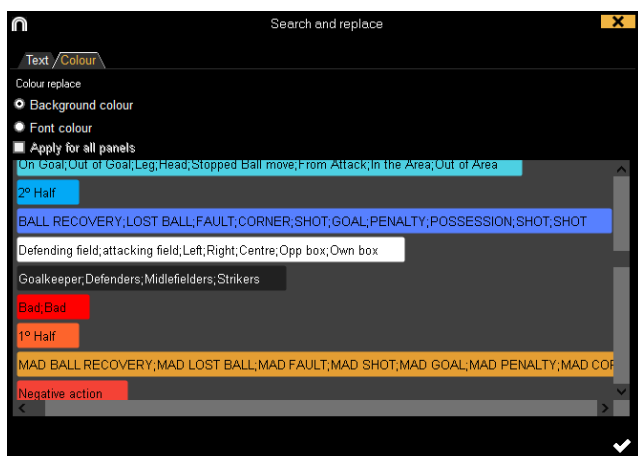 Search and replace
Text
Colour
Colour replace
Background colour
Font colour
Apply for all panels
On Goal;Out of Goal;Leg;Head;Stopped Ball move;From Attack;In the Area;Out of Area
2º Half
BALL RECOVERY;LOST BALL;FAULT;CORNER;SHOT;GOAL;PENALTY;POSSESSION;SHOT;SHOT
Defending field;attacking field;Left;Right;Centre;Opp box;Own box
Goalkeeper;Defenders;Midlefielders;Strikers
Bad;Bad
1º Half
MAD BALL RECOVERY;MAD LOST BALL;MAD FAULT;MAD SHOT;MAD GOAL;MAD PENALTY;MAD COR
Negative action